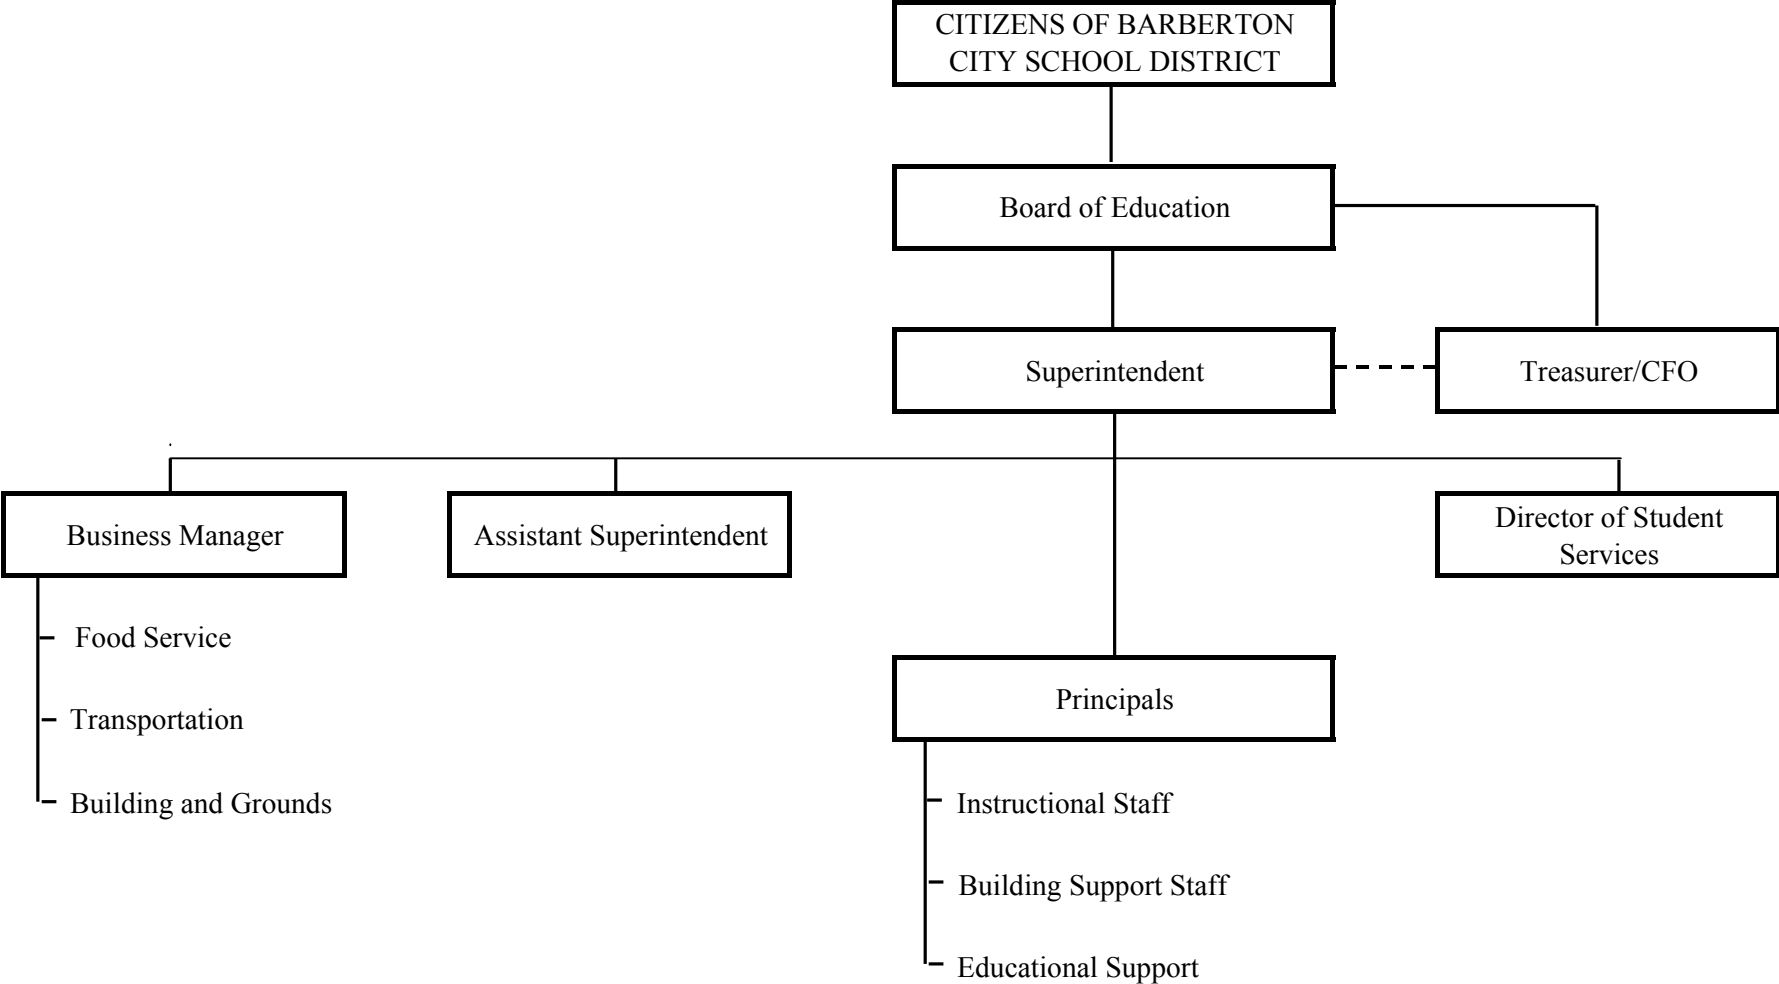 CITIZENS OF BARBERTON
CITY SCHOOL DISTRICT
Board of Education
Superintendent
Treasurer/CFO
Business Manager
Assistant Superintendent
Director of Student
Services
Food Service
Transportation
Building and Grounds
Principals
Instructional Staff
Building Support Staff
Educational Support